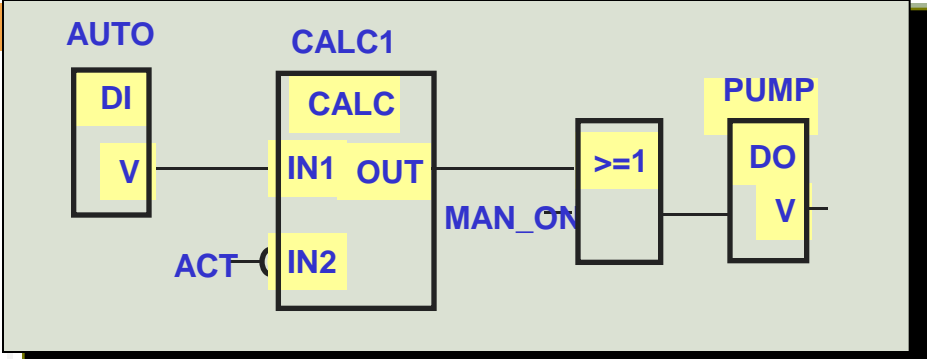 AUTO
CALC1
DI
CALC
PUMP
V
IN1
OUT
>=1
DO
MAN_ON
V
ACT
IN2